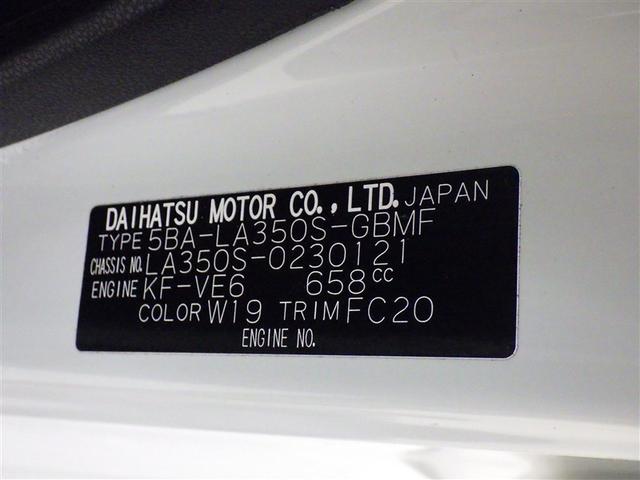 DAIHATSU MOTOR CO., LTD. JAPAN
TYPE 5BA-LA350S-GBMF
CHASSIS NO. LA350S-0230121
ENGINE KF-VE6 658cc
COLOR W19 TRIM FC20
ENGINE NO.